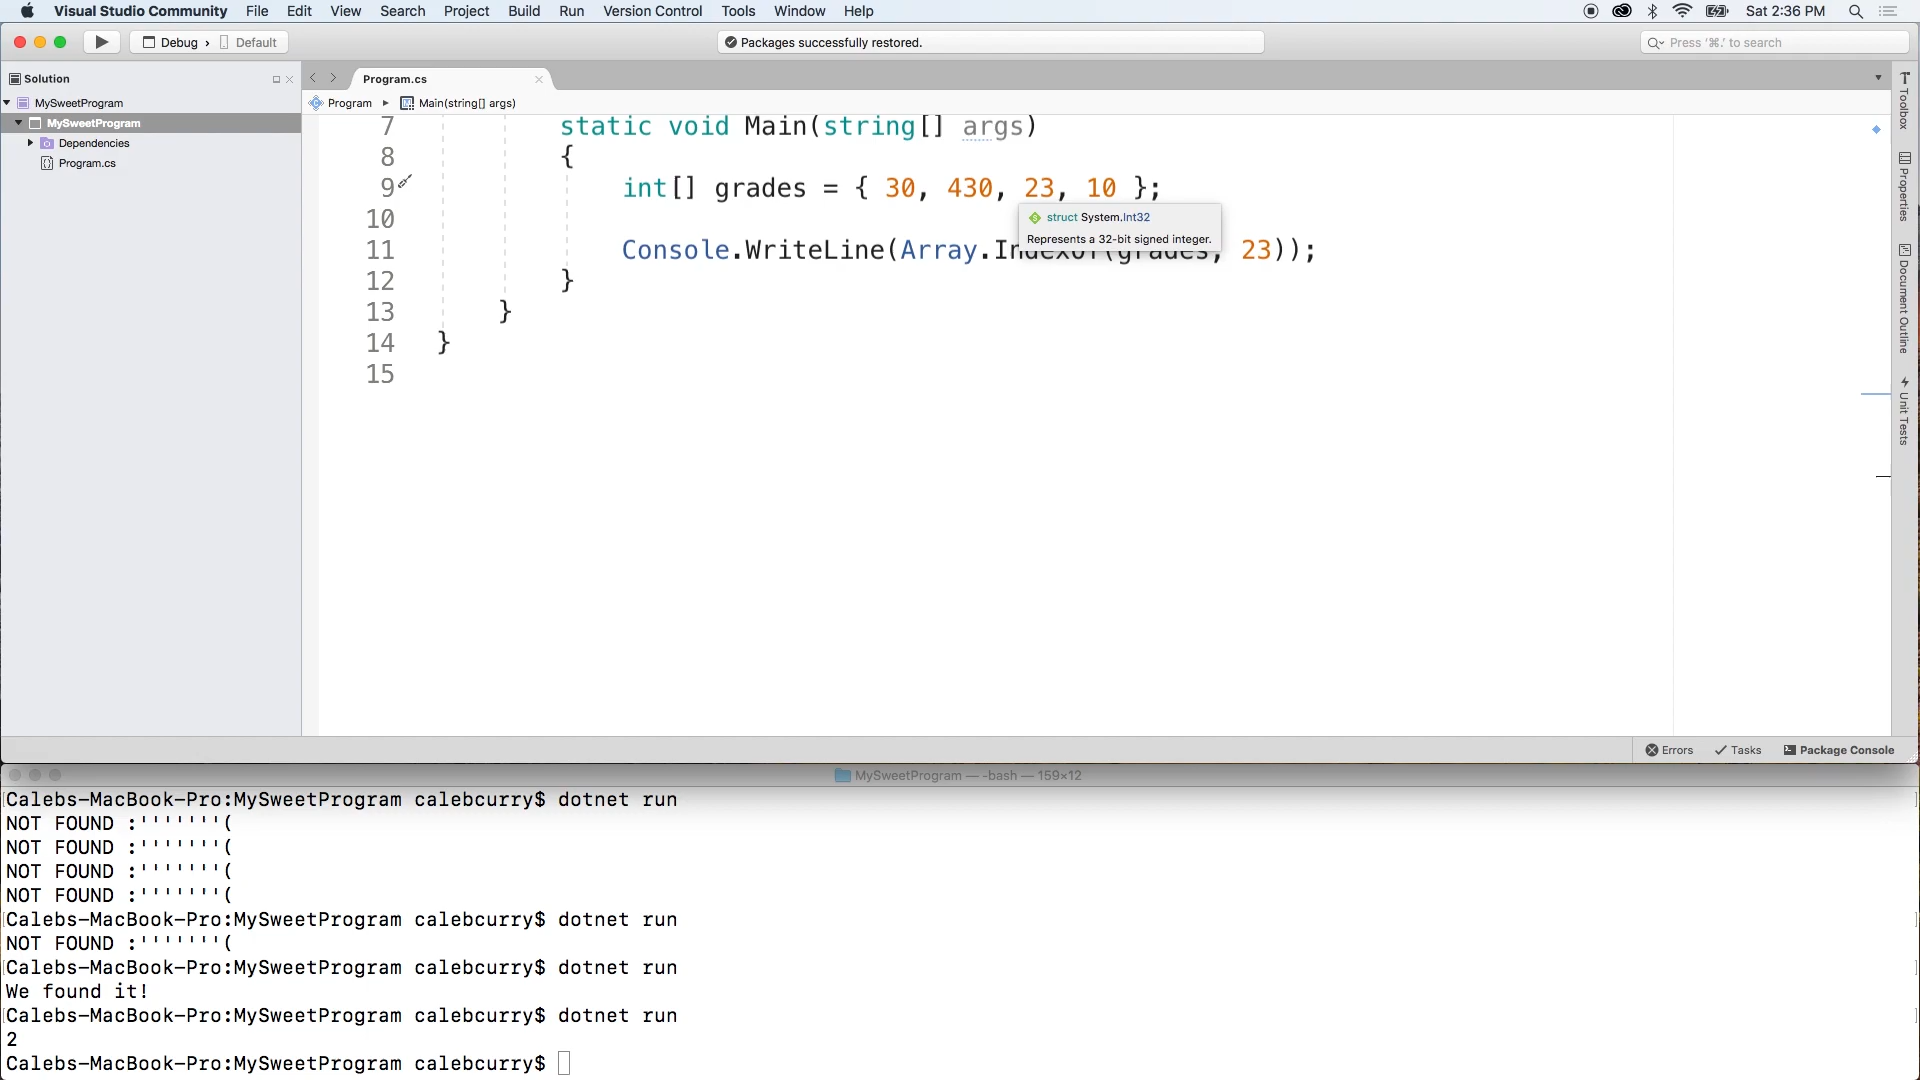 Visual Studio Community File Edit View Search Project Build Run Version Control Tools Window Help Sat 2:36 PM
Debug › Default Packages successfully restored. Press '⌘.' to search
Solution
MySweetProgram
MySweetProgram
Dependencies
Program.cs
Program.cs
Program ▸ Main(string[] args)
7 static void Main(string[] args)
8 {
9 int[] grades = { 30, 430, 23, 10 };
10
struct System.Int32
Represents a 32-bit signed integer.
11 Console.WriteLine(Array.IndexOf(grades, 23));
12 }
13 }
14 }
15
Toolbox
Properties
Document Outline
Unit Tests
Errors Tasks Package Console
MySweetProgram — -bash — 159×12
Calebs-MacBook-Pro:MySweetProgram calebcurry$ dotnet run
NOT FOUND :'''''''(
NOT FOUND :'''''''(
NOT FOUND :'''''''(
NOT FOUND :'''''''(
Calebs-MacBook-Pro:MySweetProgram calebcurry$ dotnet run
NOT FOUND :'''''''(
Calebs-MacBook-Pro:MySweetProgram calebcurry$ dotnet run
We found it!
Calebs-MacBook-Pro:MySweetProgram calebcurry$ dotnet run
2
Calebs-MacBook-Pro:MySweetProgram calebcurry$